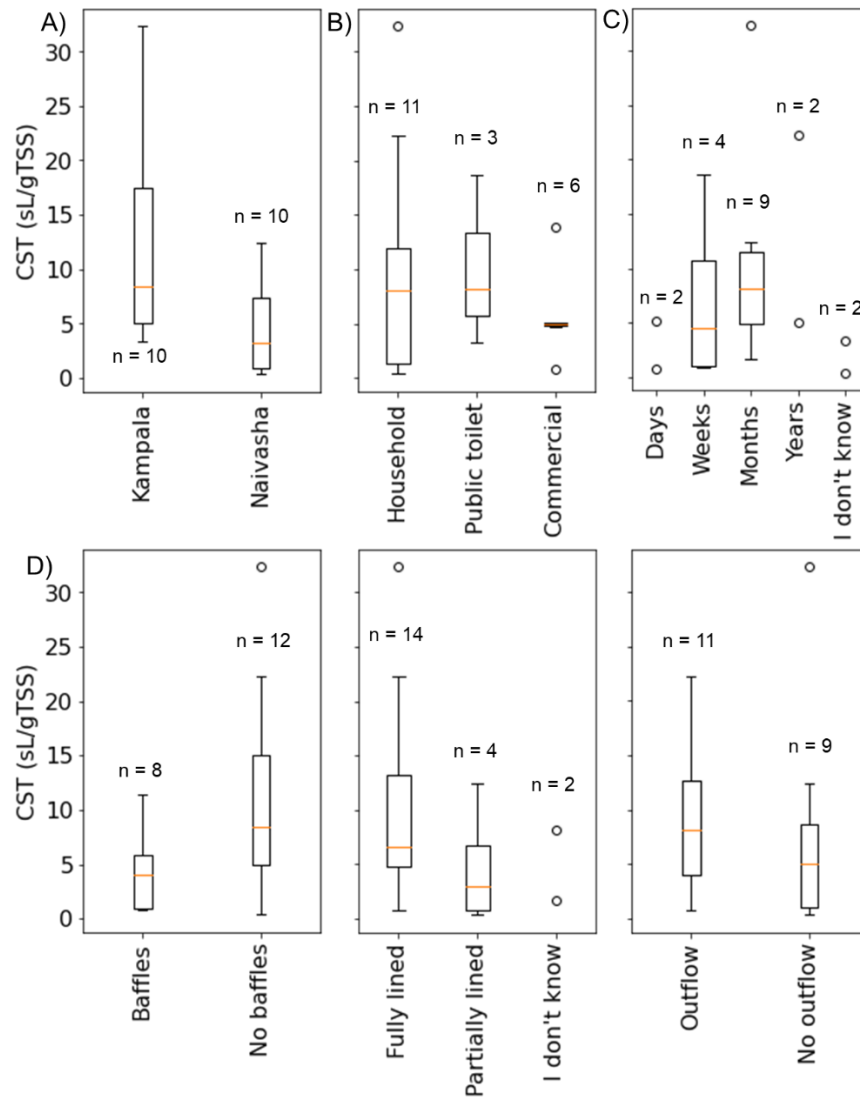 A)
B)
C)
CST (sL/gTSS)
30
25
20
15
10
5
0
n = 10
n = 10
Kampala
Naivasha
n = 11
n = 3
n = 6
Household
Public toilet
Commercial
n = 2
n = 4
n = 9
n = 2
n = 2
Days
Weeks
Months
Years
I don't know
D)
CST (sL/gTSS)
30
25
20
15
10
5
0
n = 8
n = 12
Baffles
No baffles
n = 14
n = 4
n = 2
Fully lined
Partially lined
I don't know
n = 11
n = 9
Outflow
No outflow